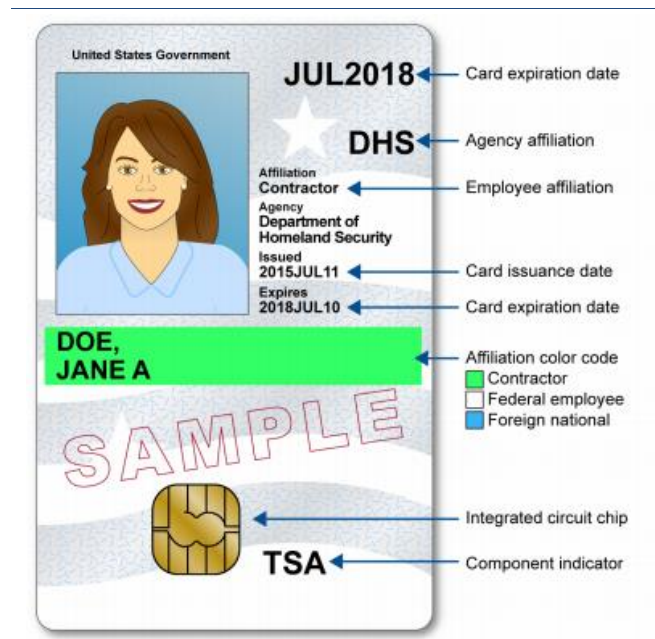 United States Government
JUL2018
Card expiration date
DHS
Agency affiliation
Affiliation
Contractor
Employee affiliation
Agency
Department of
Homeland Security
Issued
2015JUL11
Card issuance date
Expires
2018JUL10
Card expiration date
DOE,
JANE A
Affiliation color code
Contractor
Federal employee
Foreign national
SAMPLE
Integrated circuit chip
TSA
Component indicator